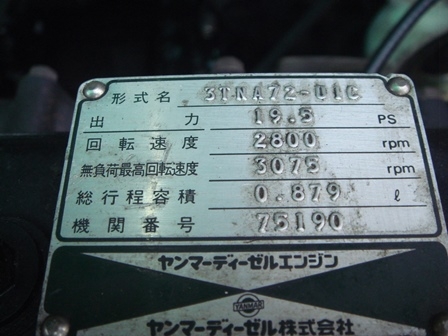 形式名 3TNA72-U1C
出力 19.5 PS
回転速度 2800 rpm
無負荷最高回転速度 3075 rpm
総行程容積 0.879 ℓ
機関番号 75190
ヤンマーディーゼルエンジン
YANMAR
ヤンマーディーゼル株式会社